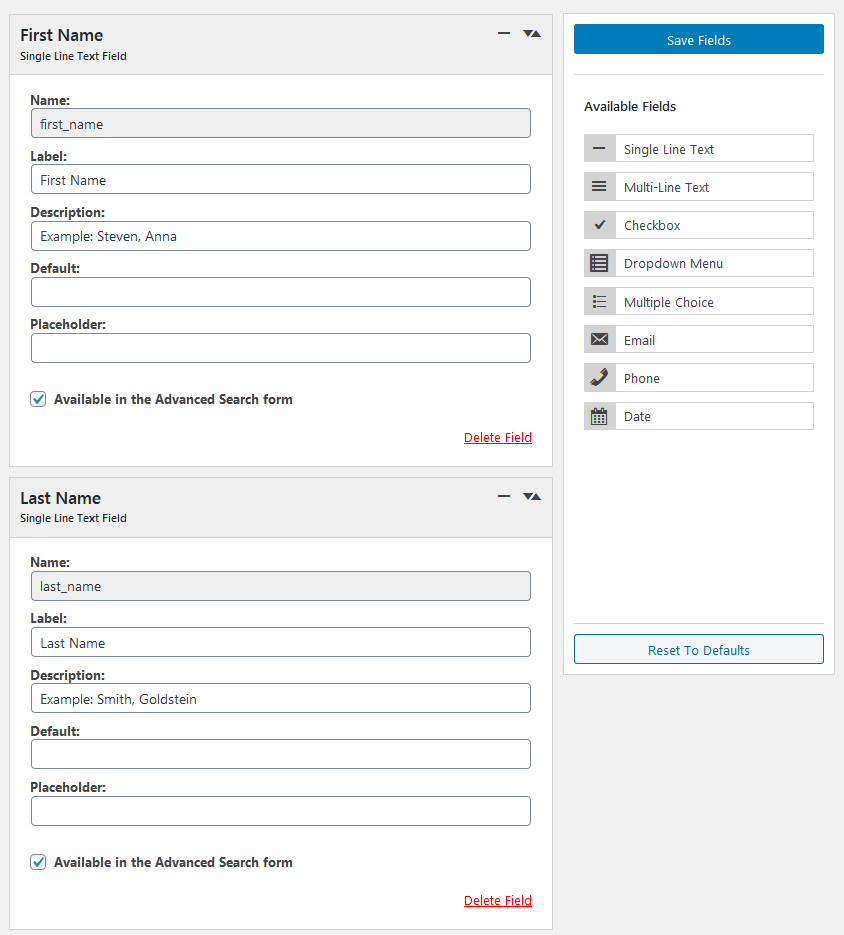 First Name
Single Line Text Field
Name:
first_name
Label:
First Name
Description:
Example: Steven, Anna
Default:
Placeholder:
Available in the Advanced Search form
Delete Field
Last Name
Single Line Text Field
Name:
last_name
Label:
Last Name
Description:
Example: Smith, Goldstein
Default:
Placeholder:
Available in the Advanced Search form
Delete Field
Save Fields
Available Fields
Single Line Text
Multi-Line Text
Checkbox
Dropdown Menu
Multiple Choice
Email
Phone
Date
Reset To Defaults